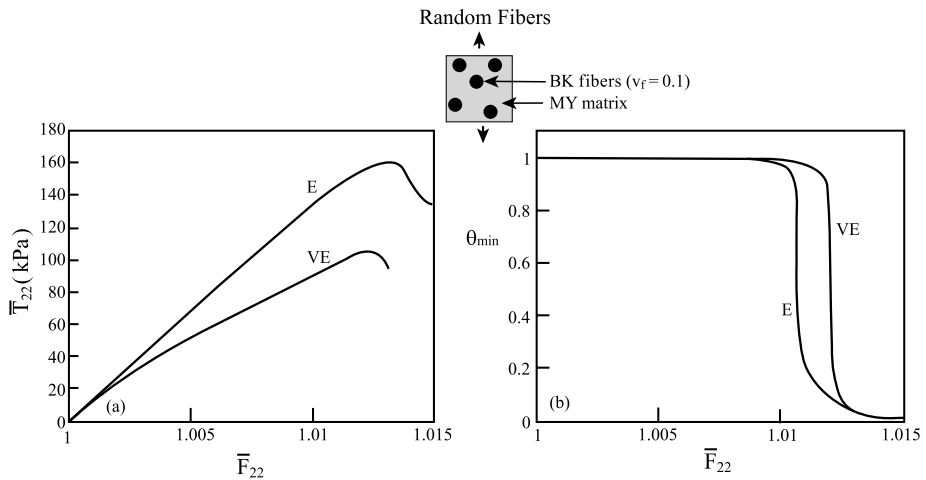 Random Fibers
BK fibers (vf = 0.1)
MY matrix
180
160
140
120
100
80
60
40
20
0
T̅22(kPa)
E
VE
(a)
1
1.005
1.01
1.015
F̅22
1
0.8
0.6
0.4
0.2
0
θmin
VE
E
(b)
1
1.005
1.01
1.015
F̅22